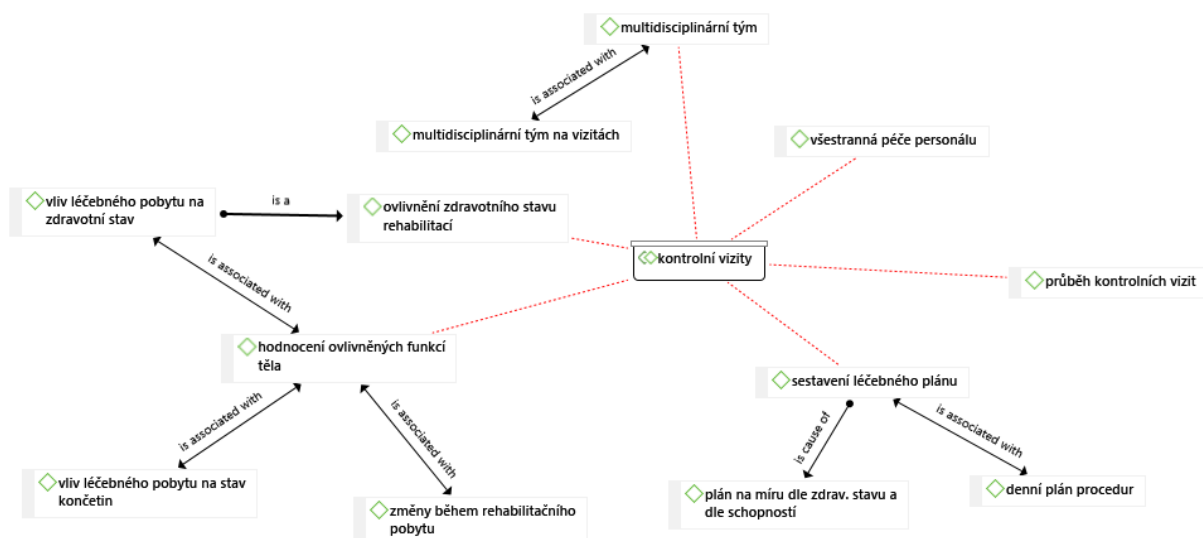 multidisciplinární tým
is associated with
multidisciplinární tým na vizitách
všestranná péče personálu
vliv léčebného pobytu na
zdravotní stav
is a
ovlivnění zdravotního stavu
rehabilitací
kontrolní vizity
průběh kontrolních vizit
is associated with
hodnocení ovlivněných funkcí
těla
sestavení léčebného plánu
is associated with
is associated with
is cause of
is associated with
vliv léčebného pobytu na stav
končetin
změny během rehabilitačního
pobytu
plán na míru dle zdrav. stavu a
dle schopností
denní plán procedur